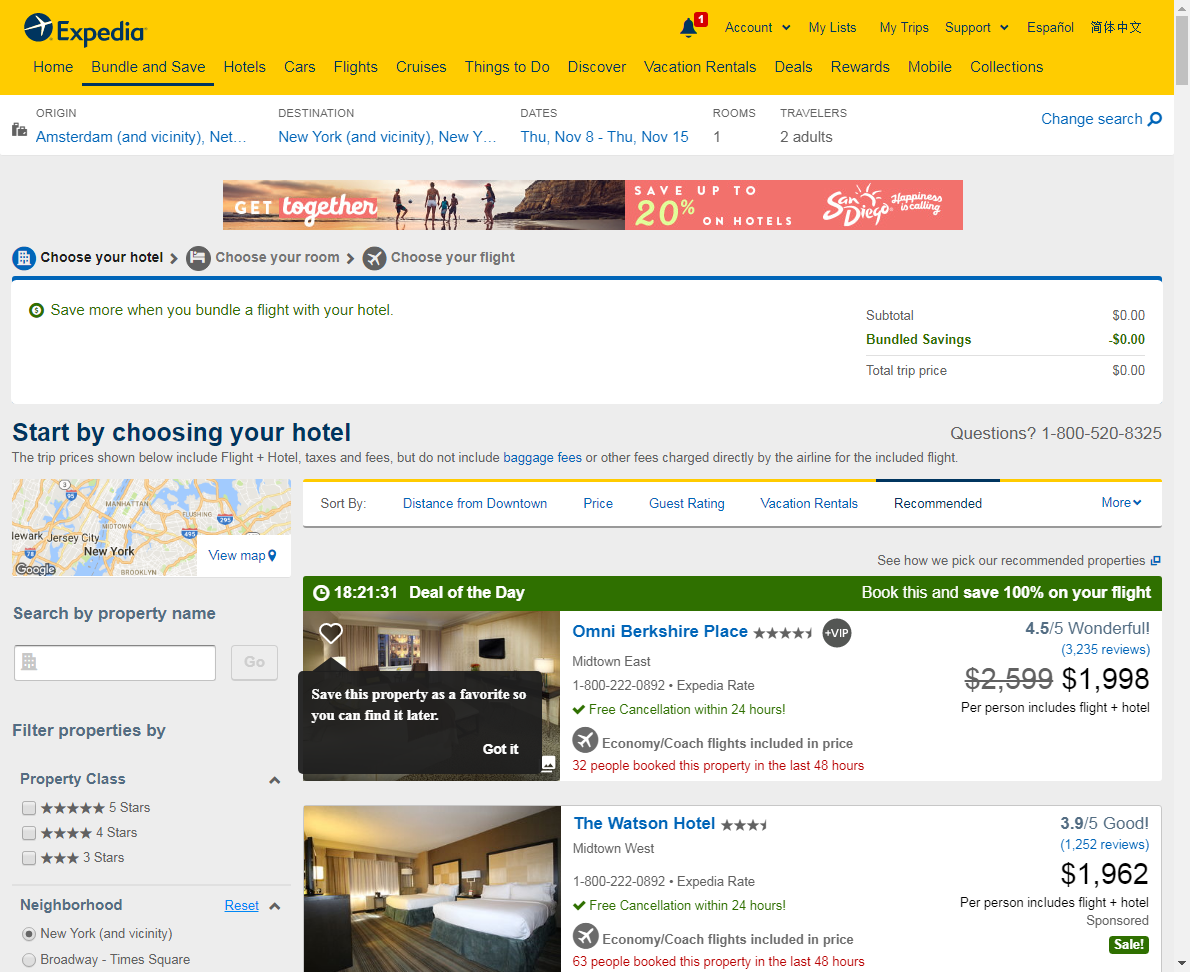 Expedia
1
Account
My Lists
My Trips
Support
Español
简体中文
Home
Bundle and Save
Hotels
Cars
Flights
Cruises
Things to Do
Discover
Vacation Rentals
Deals
Rewards
Mobile
Collections
ORIGIN
DESTINATION
DATES
ROOMS
TRAVELERS
Amsterdam (and vicinity), Net...
New York (and vicinity), New Y...
Thu, Nov 8 - Thu, Nov 15
1
2 adults
Change search
GET together
SAVE UP TO
20%
ON HOTELS
San Diego
Happiness is calling
Choose your hotel
Choose your room
Choose your flight
Save more when you bundle a flight with your hotel.
Subtotal $0.00
Bundled Savings -$0.00
Total trip price $0.00
Start by choosing your hotel
Questions? 1-800-520-8325
The trip prices shown below include Flight + Hotel, taxes and fees, but do not include baggage fees or other fees charged directly by the airline for the included flight.
3
95
MANHATTAN
FLUSHING
MIDTOWN
295
495
lewark
Jersey City
78
New York
BROOKLYN
Google
View map
Sort By:
Distance from Downtown
Price
Guest Rating
Vacation Rentals
Recommended
More
See how we pick our recommended properties
Search by property name
Go
Filter properties by
Property Class
5 Stars
4 Stars
3 Stars
Neighborhood
Reset
New York (and vicinity)
Broadway - Times Square
18:21:31 Deal of the Day
Book this and save 100% on your flight
Save this property as a favorite so
you can find it later.
Got it
Omni Berkshire Place
+VIP
Midtown East
1-800-222-0892 • Expedia Rate
Free Cancellation within 24 hours!
Economy/Coach flights included in price
32 people booked this property in the last 48 hours
4.5/5 Wonderful!
(3,235 reviews)
$2,599 $1,998
Per person includes flight + hotel
The Watson Hotel
Midtown West
1-800-222-0892 • Expedia Rate
Free Cancellation within 24 hours!
Economy/Coach flights included in price
63 people booked this property in the last 48 hours
3.9/5 Good!
(1,252 reviews)
$1,962
Per person includes flight + hotel
Sponsored
Sale!